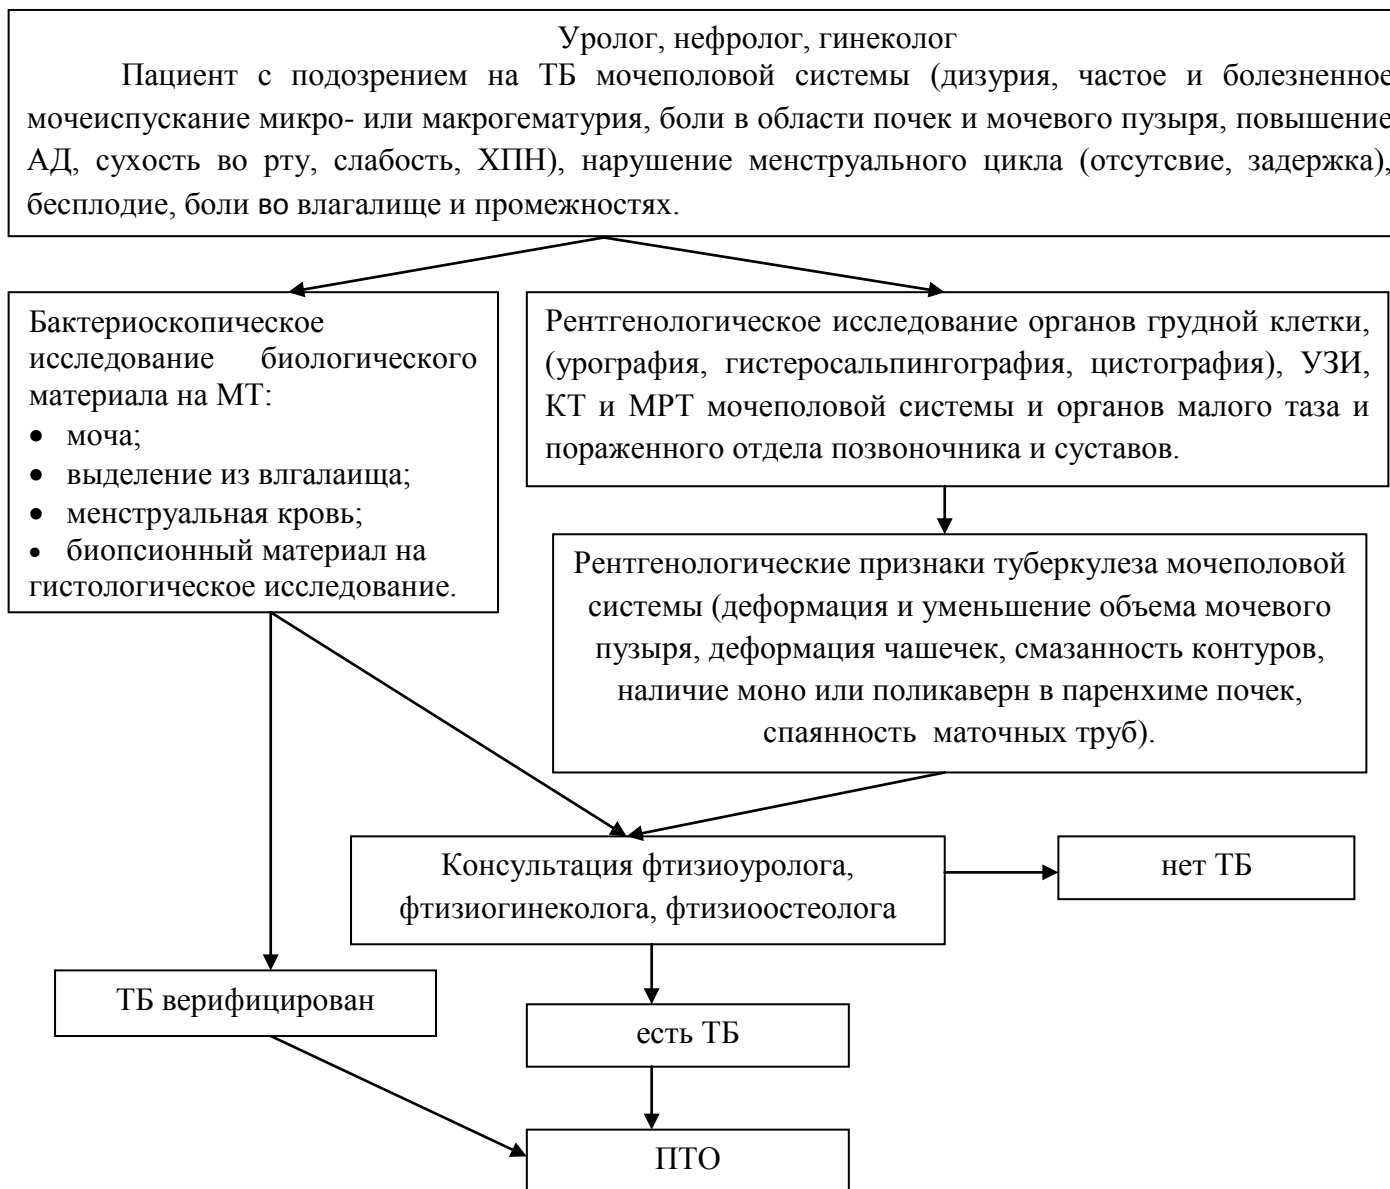 Уролог, нефролог, гинеколог
Пациент с подозрением на ТБ мочеполовой системы (дизурия, частое и болезненное
мочеиспускание микро- или макрогематурия, боли в области почек и мочевого пузыря, повышение
АД, сухость во рту, слабость, ХПН), нарушение менструального цикла (отсутсвие, задержка),
бесплодие, боли во влагалище и промежностях.
Бактериоскопическое
исследование биологического
материала на МТ:
• моча;
• выделение из влгалаища;
• менструальная кровь;
• биопсионный материал на
гистологическое исследование.
Рентгенологическое исследование органов грудной клетки,
(урография, гистеросальпингография, цистография), УЗИ,
КТ и МРТ мочеполовой системы и органов малого таза и
пораженного отдела позвоночника и суставов.
Рентгенологические признаки туберкулеза мочеполовой
системы (деформация и уменьшение объема мочевого
пузыря, деформация чашечек, смазанность контуров,
наличие моно или поликаверн в паренхиме почек,
спаянность маточных труб).
Консультация фтизиоуролога,
фтизиогинеколога, фтизиоостеолога
нет ТБ
ТБ верифицирован
есть ТБ
ПТО